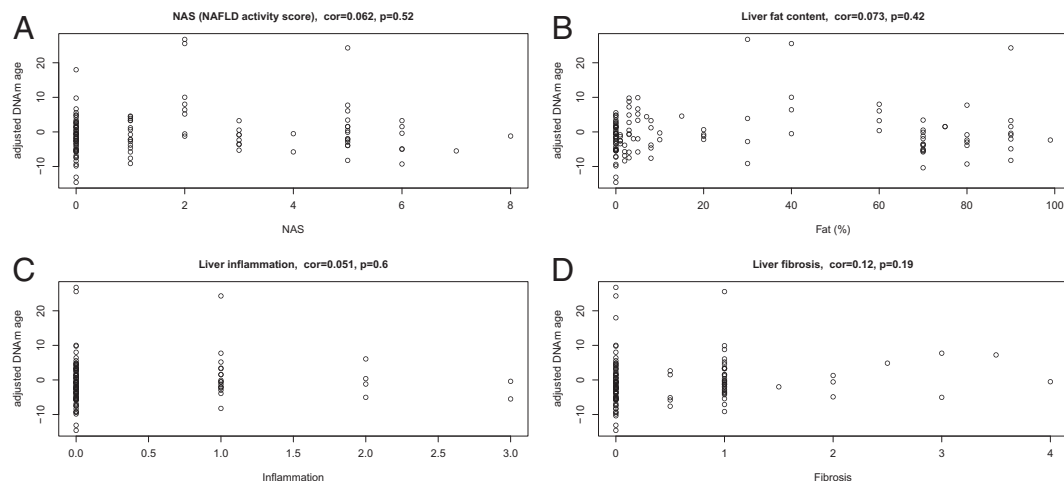 A
NAS (NAFLD activity score), cor=0.062, p=0.52
adjusted DNAm age
20
10
0
−10
0 2 4 6 8
NAS
B
Liver fat content, cor=0.073, p=0.42
adjusted DNAm age
20
10
0
−10
0 20 40 60 80 100
Fat (%)
C
Liver inflammation, cor=0.051, p=0.6
adjusted DNAm age
20
10
0
−10
0.0 0.5 1.0 1.5 2.0 2.5 3.0
Inflammation
D
Liver fibrosis, cor=0.12, p=0.19
adjusted DNAm age
20
10
0
−10
0 1 2 3 4
Fibrosis